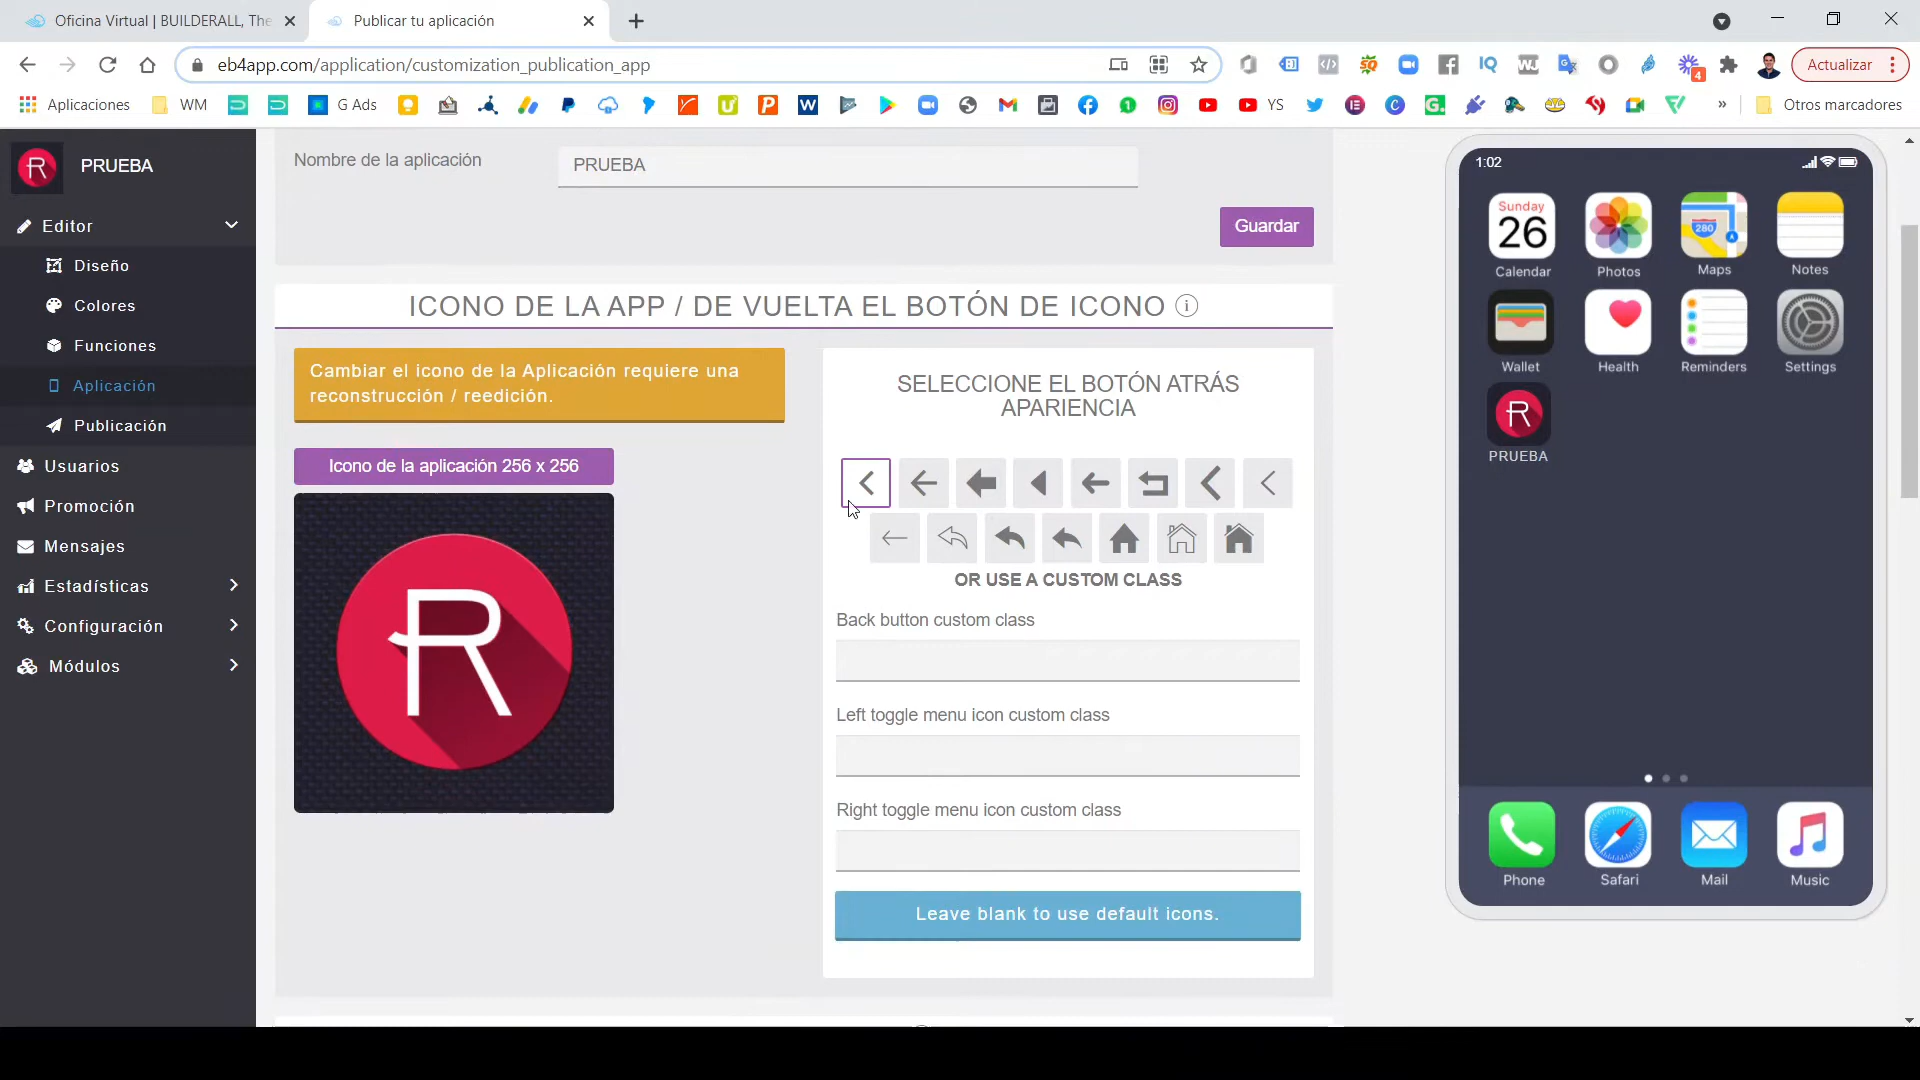 Oficina Virtual | BUILDERALL, The
Publicar tu aplicación
eb4app.com/application/customization_publication_app
4
Actualizar
Aplicaciones
WM
G Ads
YS
Otros marcadores
PRUEBA
Editor
Diseño
Colores
Funciones
Aplicación
Publicación
Usuarios
Promoción
Mensajes
Estadísticas
Configuración
Módulos
Nombre de la aplicación
PRUEBA
Guardar
ICONO DE LA APP / DE VUELTA EL BOTÓN DE ICONO
Cambiar el icono de la Aplicación requiere una
reconstrucción / reedición.
Icono de la aplicación 256 x 256
R
SELECCIONE EL BOTÓN ATRÁS
APARIENCIA
OR USE A CUSTOM CLASS
Back button custom class
Left toggle menu icon custom class
Right toggle menu icon custom class
Leave blank to use default icons.
1:02
Sunday
26
280
Calendar
Photos
Maps
Notes
Wallet
Health
Reminders
Settings
R
PRUEBA
Phone
Safari
Mail
Music